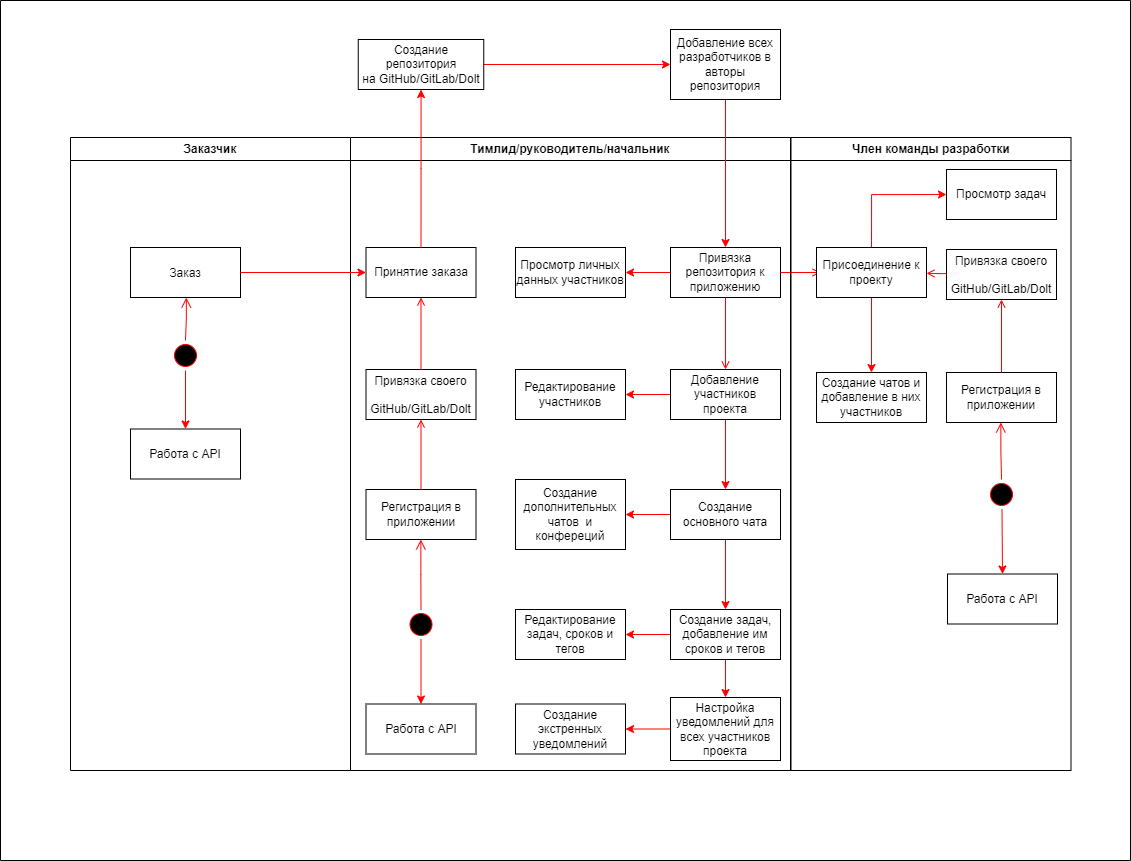 Создание
репозитория
на GitHub/GitLab/Dolt
Добавление всех
разработчиков в
авторы
репозитория
Заказчик
Тимлид/руководитель/начальник
Член команды разработки
Заказ
Работа с API
Принятие заказа
Привязка своего
GitHub/GitLab/Dolt
Регистрация в
приложении
Работа с API
Просмотр личных
данных участников
Привязка
репозитория к
приложению
Редактирование
участников
Добавление
участников
проекта
Создание
дополнительных
чатов и
конфереций
Создание
основного чата
Редактирование
задач, сроков и
тегов
Создание задач,
добавление им
сроков и тегов
Создание
экстренных
уведомлений
Настройка
уведомлений для
всех участников
проекта
Просмотр задач
Присоединение к
проекту
Привязка своего
GitHub/GitLab/Dolt
Создание чатов и
добавление в них
участников
Регистрация в
приложении
Работа с API